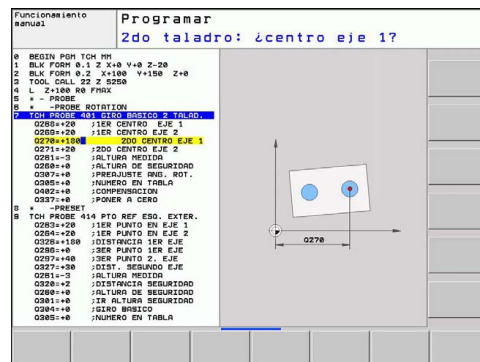 Funcionamiento
manual
Programar
2do taladro: ¿centro eje 1?
0 BEGIN PGM TCH MM
1 BLK FORM 0.1 Z X+0 Y+0 Z-20
2 BLK FORM 0.2 X+100 Y+150 Z+0
3 TOOL CALL 22 Z S250
4 L Z+100 R0 FMAX
5 * - PROBE
6 * -PROBE ROTATION
7 TCH PROBE 401 GIRO BASICO 2 TALAD.
Q268=+20 ;1ER CENTRO EJE 1
Q269=+20 ;1ER CENTRO EJE 2
Q270=+180 2DO CENTRO EJE 1
Q271=+20 ;2DO CENTRO EJE 2
Q261=-3 ;ALTURA MEDIDA
Q260=+0 ;ALTURA DE SEGURIDAD
Q307=+0 ;PREAJUSTE ANG. ROT.
Q305=+0 ;NUMERO EN TABLA
Q402=+0 ;COMPENSACION
Q337=+0 ;PONER A CERO
8 * -PRESET
9 TCH PROBE 414 PTO REF ESQ. EXTER.
Q263=+20 ;1ER PUNTO EN EJE 1
Q264=+20 ;1ER PUNTO EN EJE 2
Q326=+180 ;DISTANCIA 1ER EJE
Q296=+0 ;3ER PUNTO 1ER EJE
Q297=+40 ;3ER PUNTO 2. EJE
Q327=+30 ;DIST. SEGUNDO EJE
Q261=-3 ;ALTURA MEDIDA
Q320=+2 ;DISTANCIA SEGURIDAD
Q260=+0 ;ALTURA DE SEGURIDAD
Q301=+0 ;IR ALTURA SEGURIDAD
Q304=+0 ;GIRO BASICO
Q305=+0 ;NUMERO EN TABLA
Q270